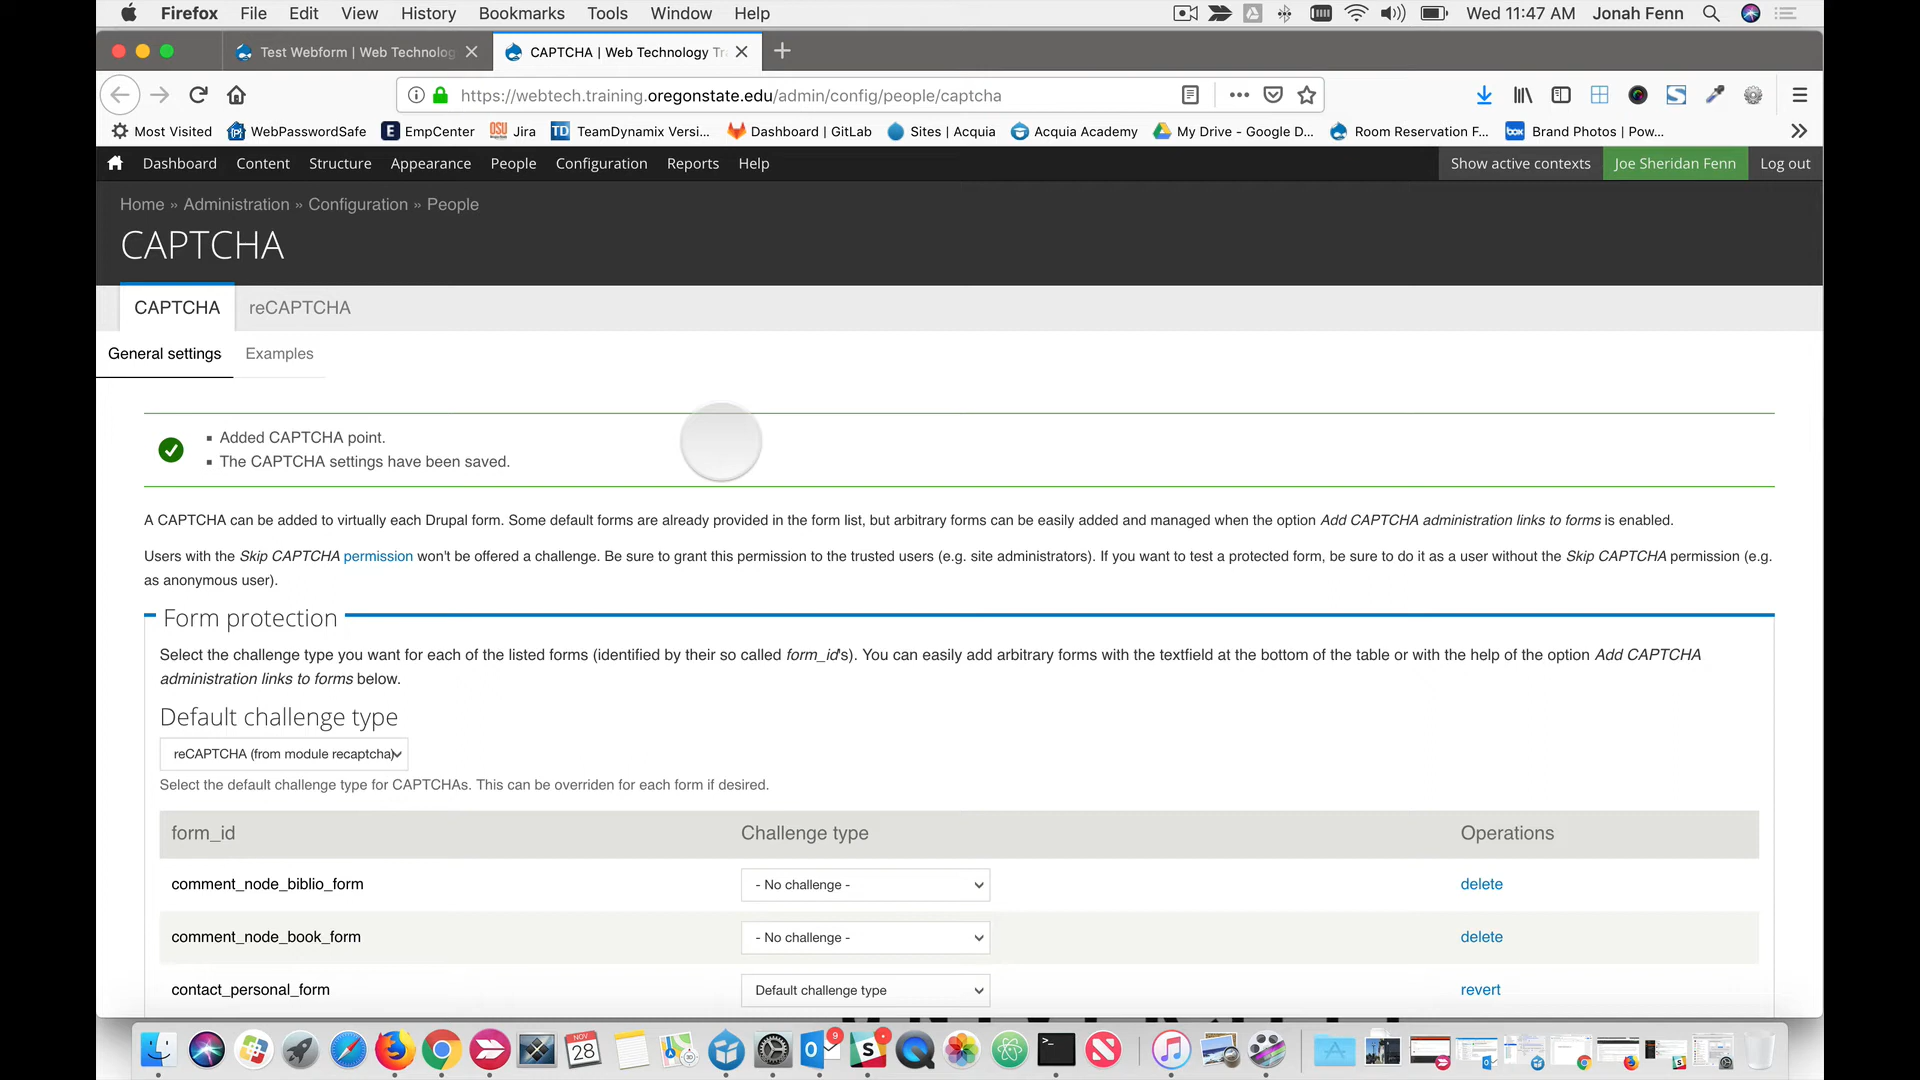 Firefox File Edit View History Bookmarks Tools Window Help Wed 11:47 AM Jonah Fenn
Test Webform | Web Technolog
CAPTCHA | Web Technology Tr
https://webtech.training.oregonstate.edu/admin/config/people/captcha
Most Visited WebPasswordSafe EmpCenter Jira TeamDynamix Versi... Dashboard | GitLab Sites | Acquia Acquia Academy My Drive - Google D... Room Reservation F... Brand Photos | Pow...
Dashboard Content Structure Appearance People Configuration Reports Help Show active contexts Joe Sheridan Fenn Log out
Home » Administration » Configuration » People
CAPTCHA
CAPTCHA reCAPTCHA
General settings Examples
Added CAPTCHA point.
The CAPTCHA settings have been saved.
A CAPTCHA can be added to virtually each Drupal form. Some default forms are already provided in the form list, but arbitrary forms can be easily added and managed when the option Add CAPTCHA administration links to forms is enabled.
Users with the Skip CAPTCHA permission won't be offered a challenge. Be sure to grant this permission to the trusted users (e.g. site administrators). If you want to test a protected form, be sure to do it as a user without the Skip CAPTCHA permission (e.g.
as anonymous user).
Form protection
Select the challenge type you want for each of the listed forms (identified by their so called form_id's). You can easily add arbitrary forms with the textfield at the bottom of the table or with the help of the option Add CAPTCHA
administration links to forms below.
Default challenge type
reCAPTCHA (from module recaptcha)
Select the default challenge type for CAPTCHAs. This can be overriden for each form if desired.
form_id Challenge type Operations
comment_node_biblio_form - No challenge - delete
comment_node_book_form - No challenge - delete
contact_personal_form Default challenge type revert
NOV
28
9